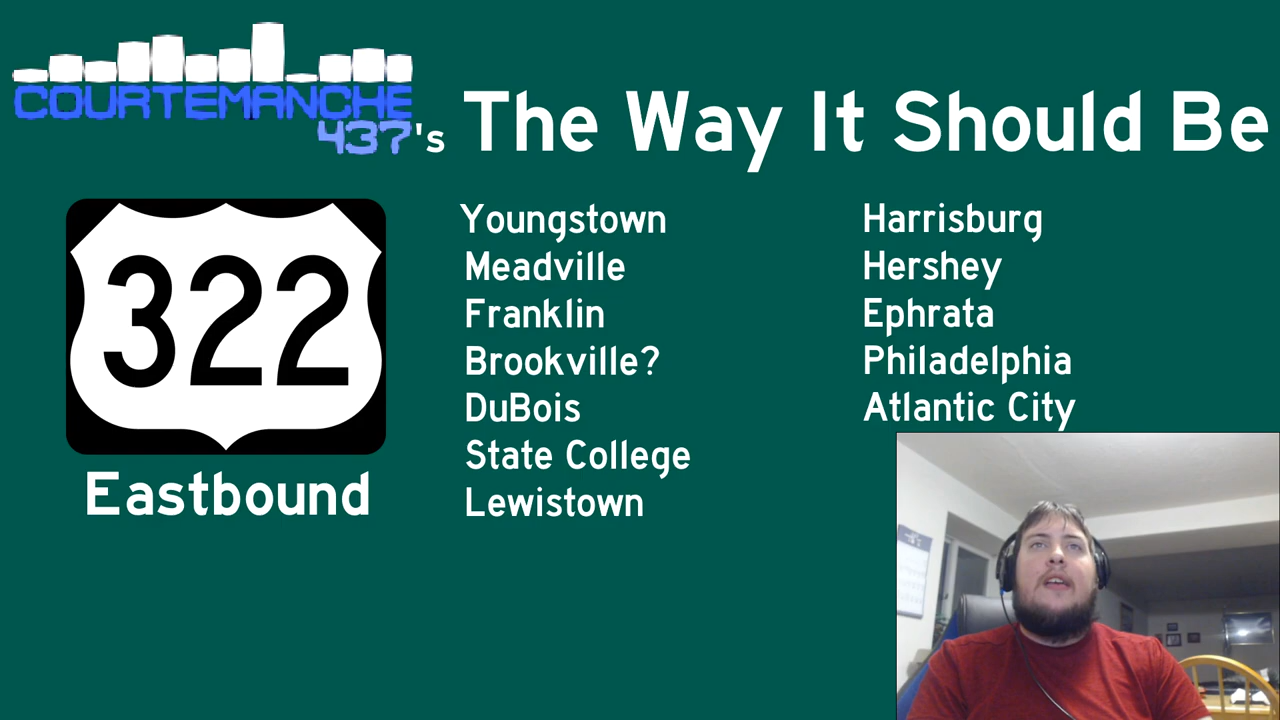 COURTEMANCHE
437's
The Way It Should Be
322
Eastbound
Youngstown
Meadville
Franklin
Brookville?
DuBois
State College
Lewistown
Harrisburg
Hershey
Ephrata
Philadelphia
Atlantic City